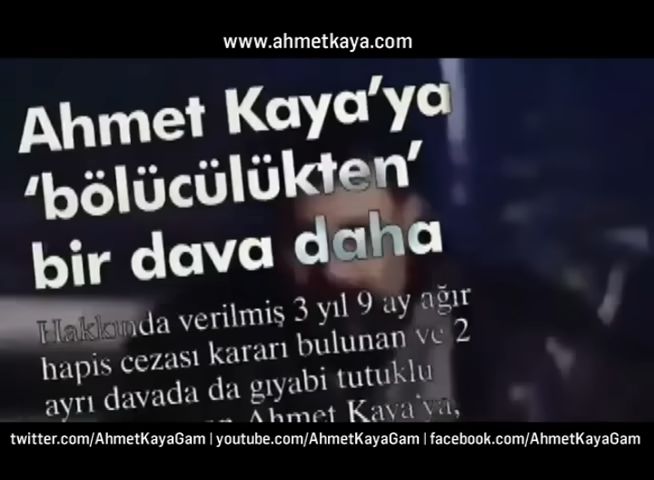 www.ahmetkaya.com
Ahmet Kaya'ya
'bölücülükten'
bir dava daha
Hakkında verilmiş 3 yıl 9 ay ağır
hapis cezası kararı bulunan ve 2
ayrı davada da gıyabi tutuklu
Ahmet Kaya'ya,
twitter.com/AhmetKayaGam | youtube.com/AhmetKayaGam | facebook.com/AhmetKayaGam